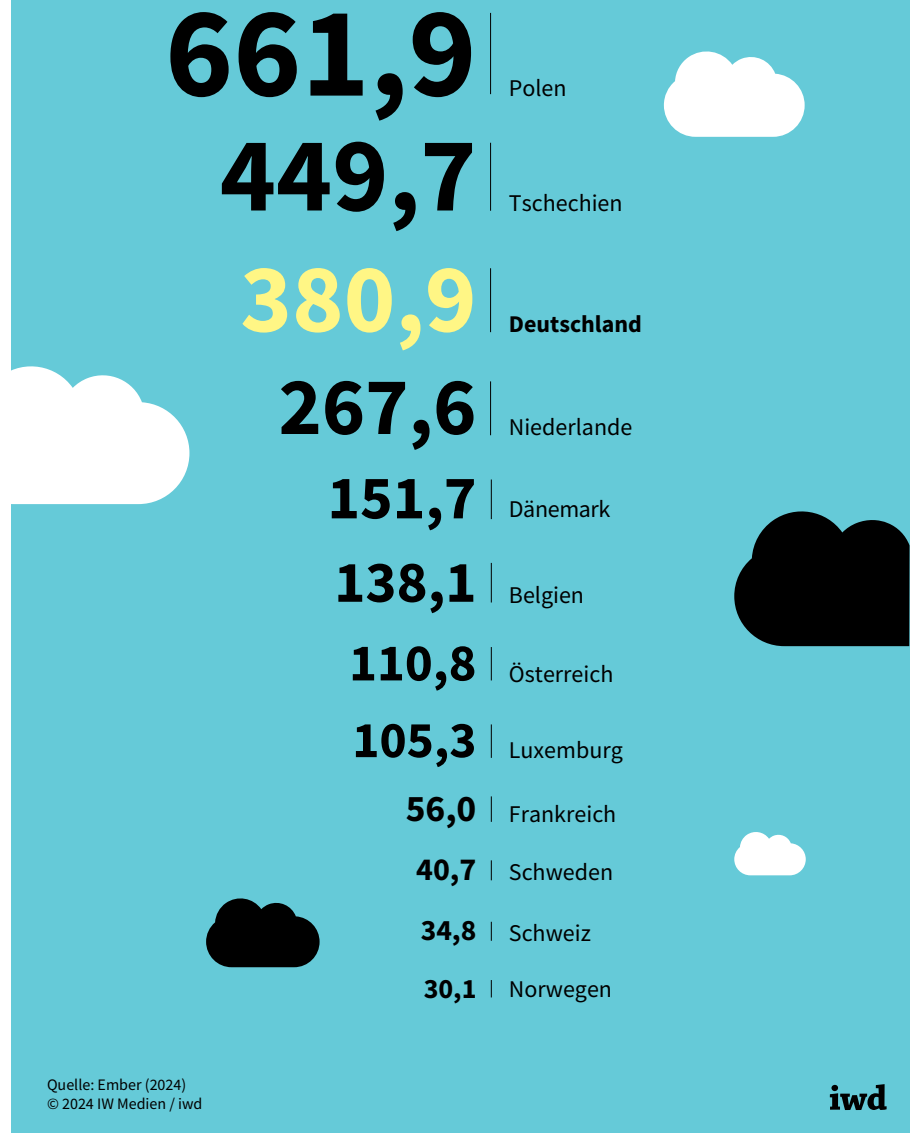 661,9 Polen
449,7 Tschechien
380,9 Deutschland
267,6 Niederlande
151,7 Dänemark
138,1 Belgien
110,8 Österreich
105,3 Luxemburg
56,0 Frankreich
40,7 Schweden
34,8 Schweiz
30,1 Norwegen
Quelle: Ember (2024)
© 2024 IW Medien / iwd
iwd